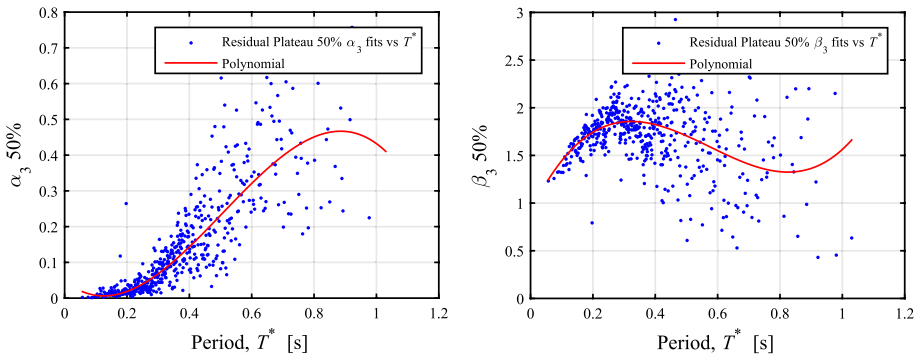 0.8
0.7
0.6
0.5
0.4
0.3
0.2
0.1
0
α3 50%
Residual Plateau 50% α3 fits vs T*
Polynomial
0 0.2 0.4 0.6 0.8 1 1.2
Period, T* [s]
3
2.5
2
1.5
1
0.5
0
β3 50%
Residual Plateau 50% β3 fits vs T*
Polynomial
0 0.2 0.4 0.6 0.8 1 1.2
Period, T* [s]